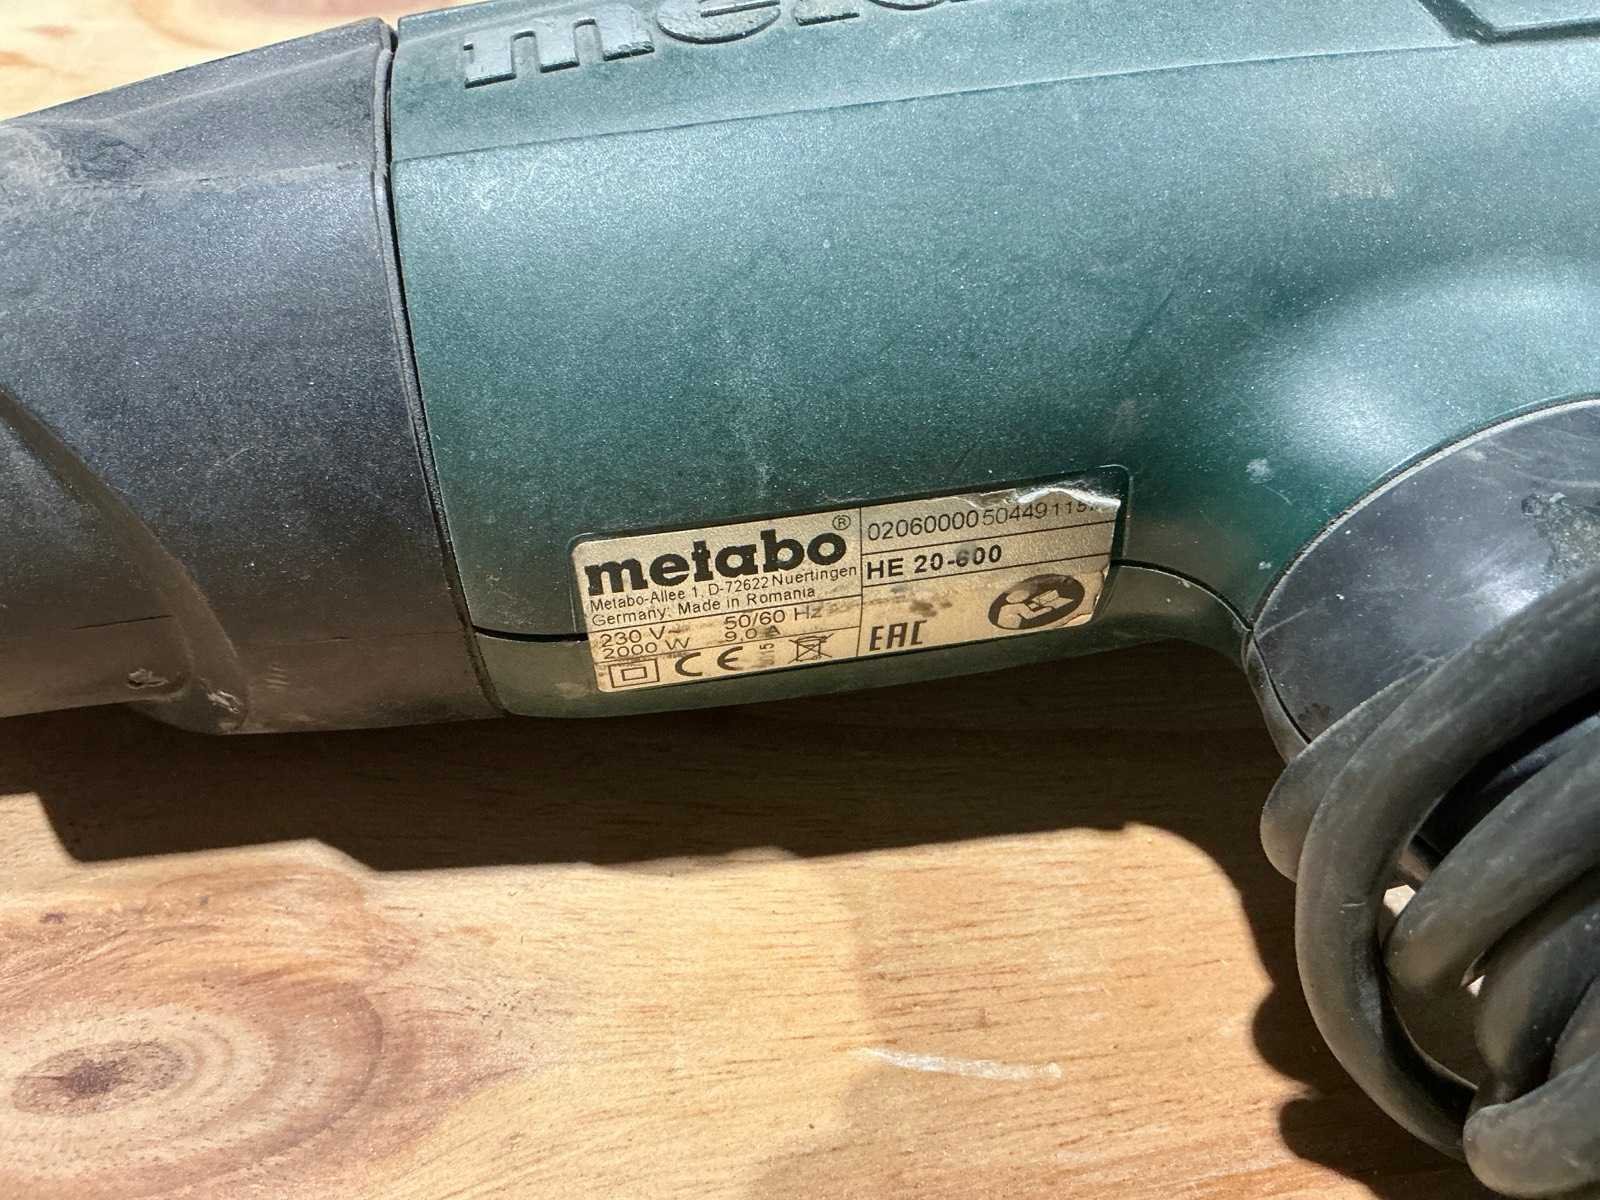 metabo
metabo®
Metabo-Allee 1, D-72622 Nuertingen
Germany: Made in Romania
230 V~ 50/60 Hz
2000 W 9,0 A
CE
HE 20-600
EAC